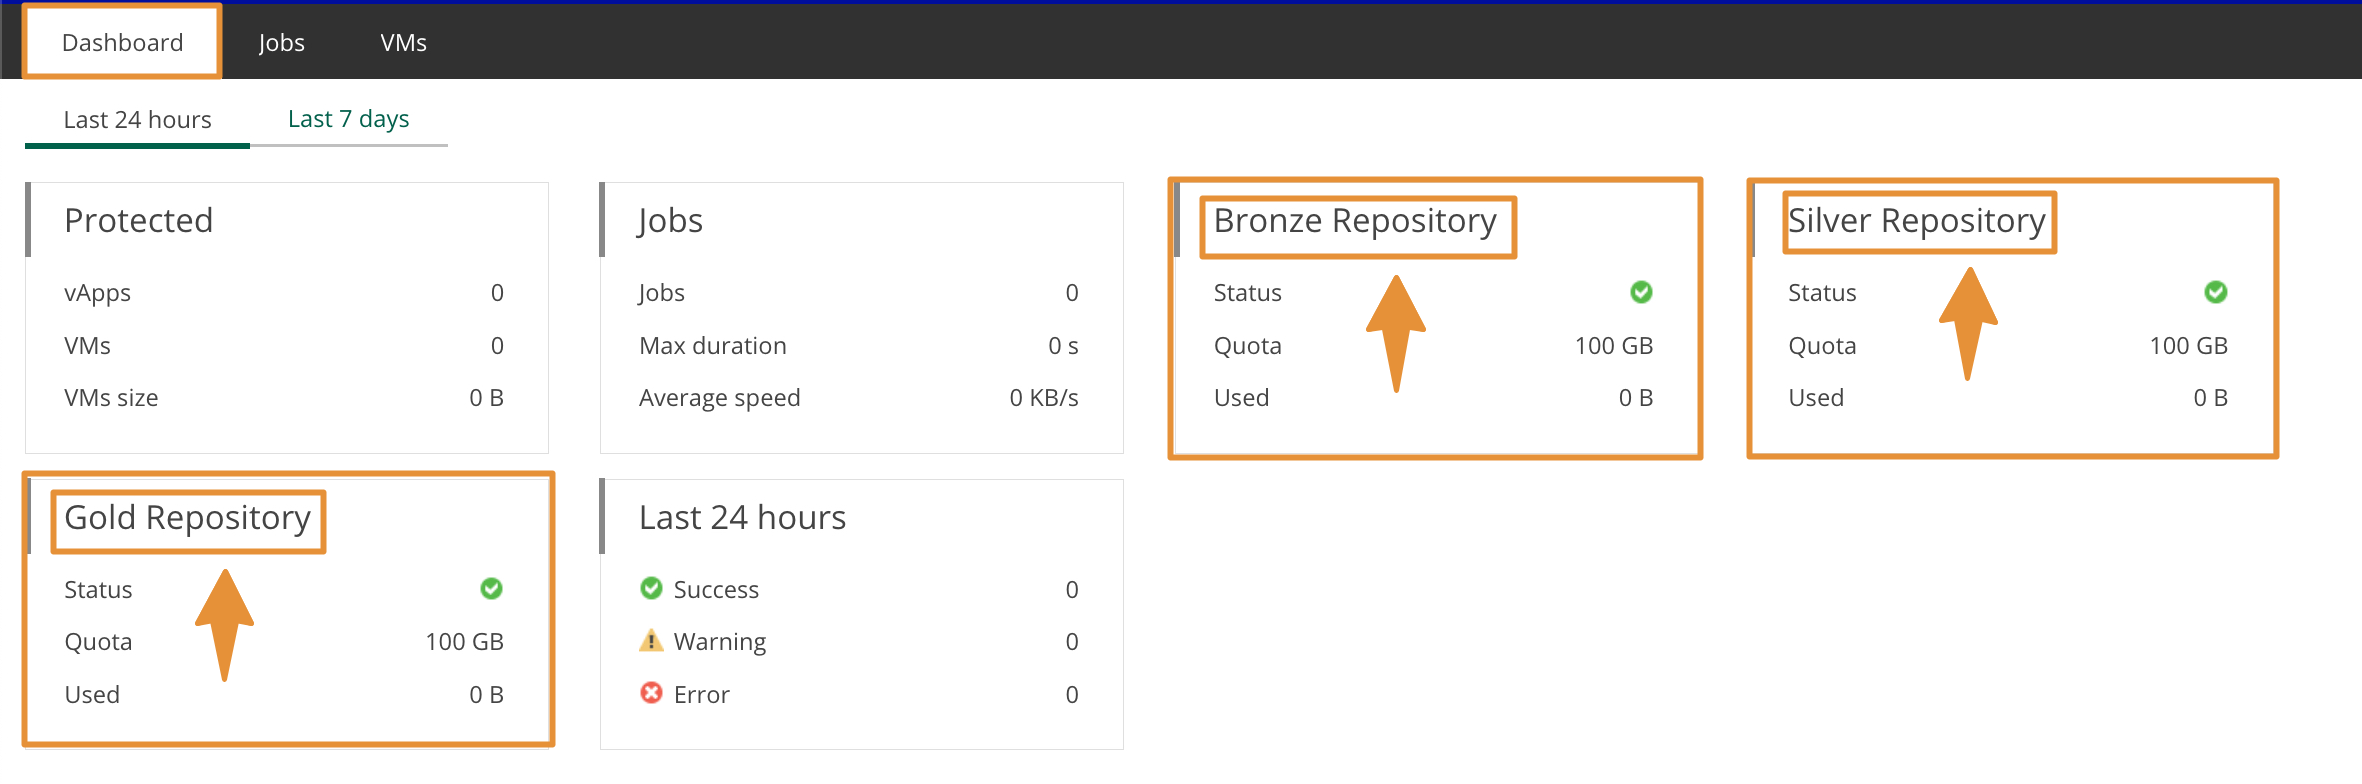 Dashboard Jobs VMs
Last 24 hours Last 7 days
Protected
vApps 0
VMs 0
VMs size 0 B
Jobs
Jobs 0
Max duration 0 s
Average speed 0 KB/s
Bronze Repository
Status
Quota 100 GB
Used 0 B
Silver Repository
Status
Quota 100 GB
Used 0 B
Gold Repository
Status
Quota 100 GB
Used 0 B
Last 24 hours
Success 0
Warning 0
Error 0